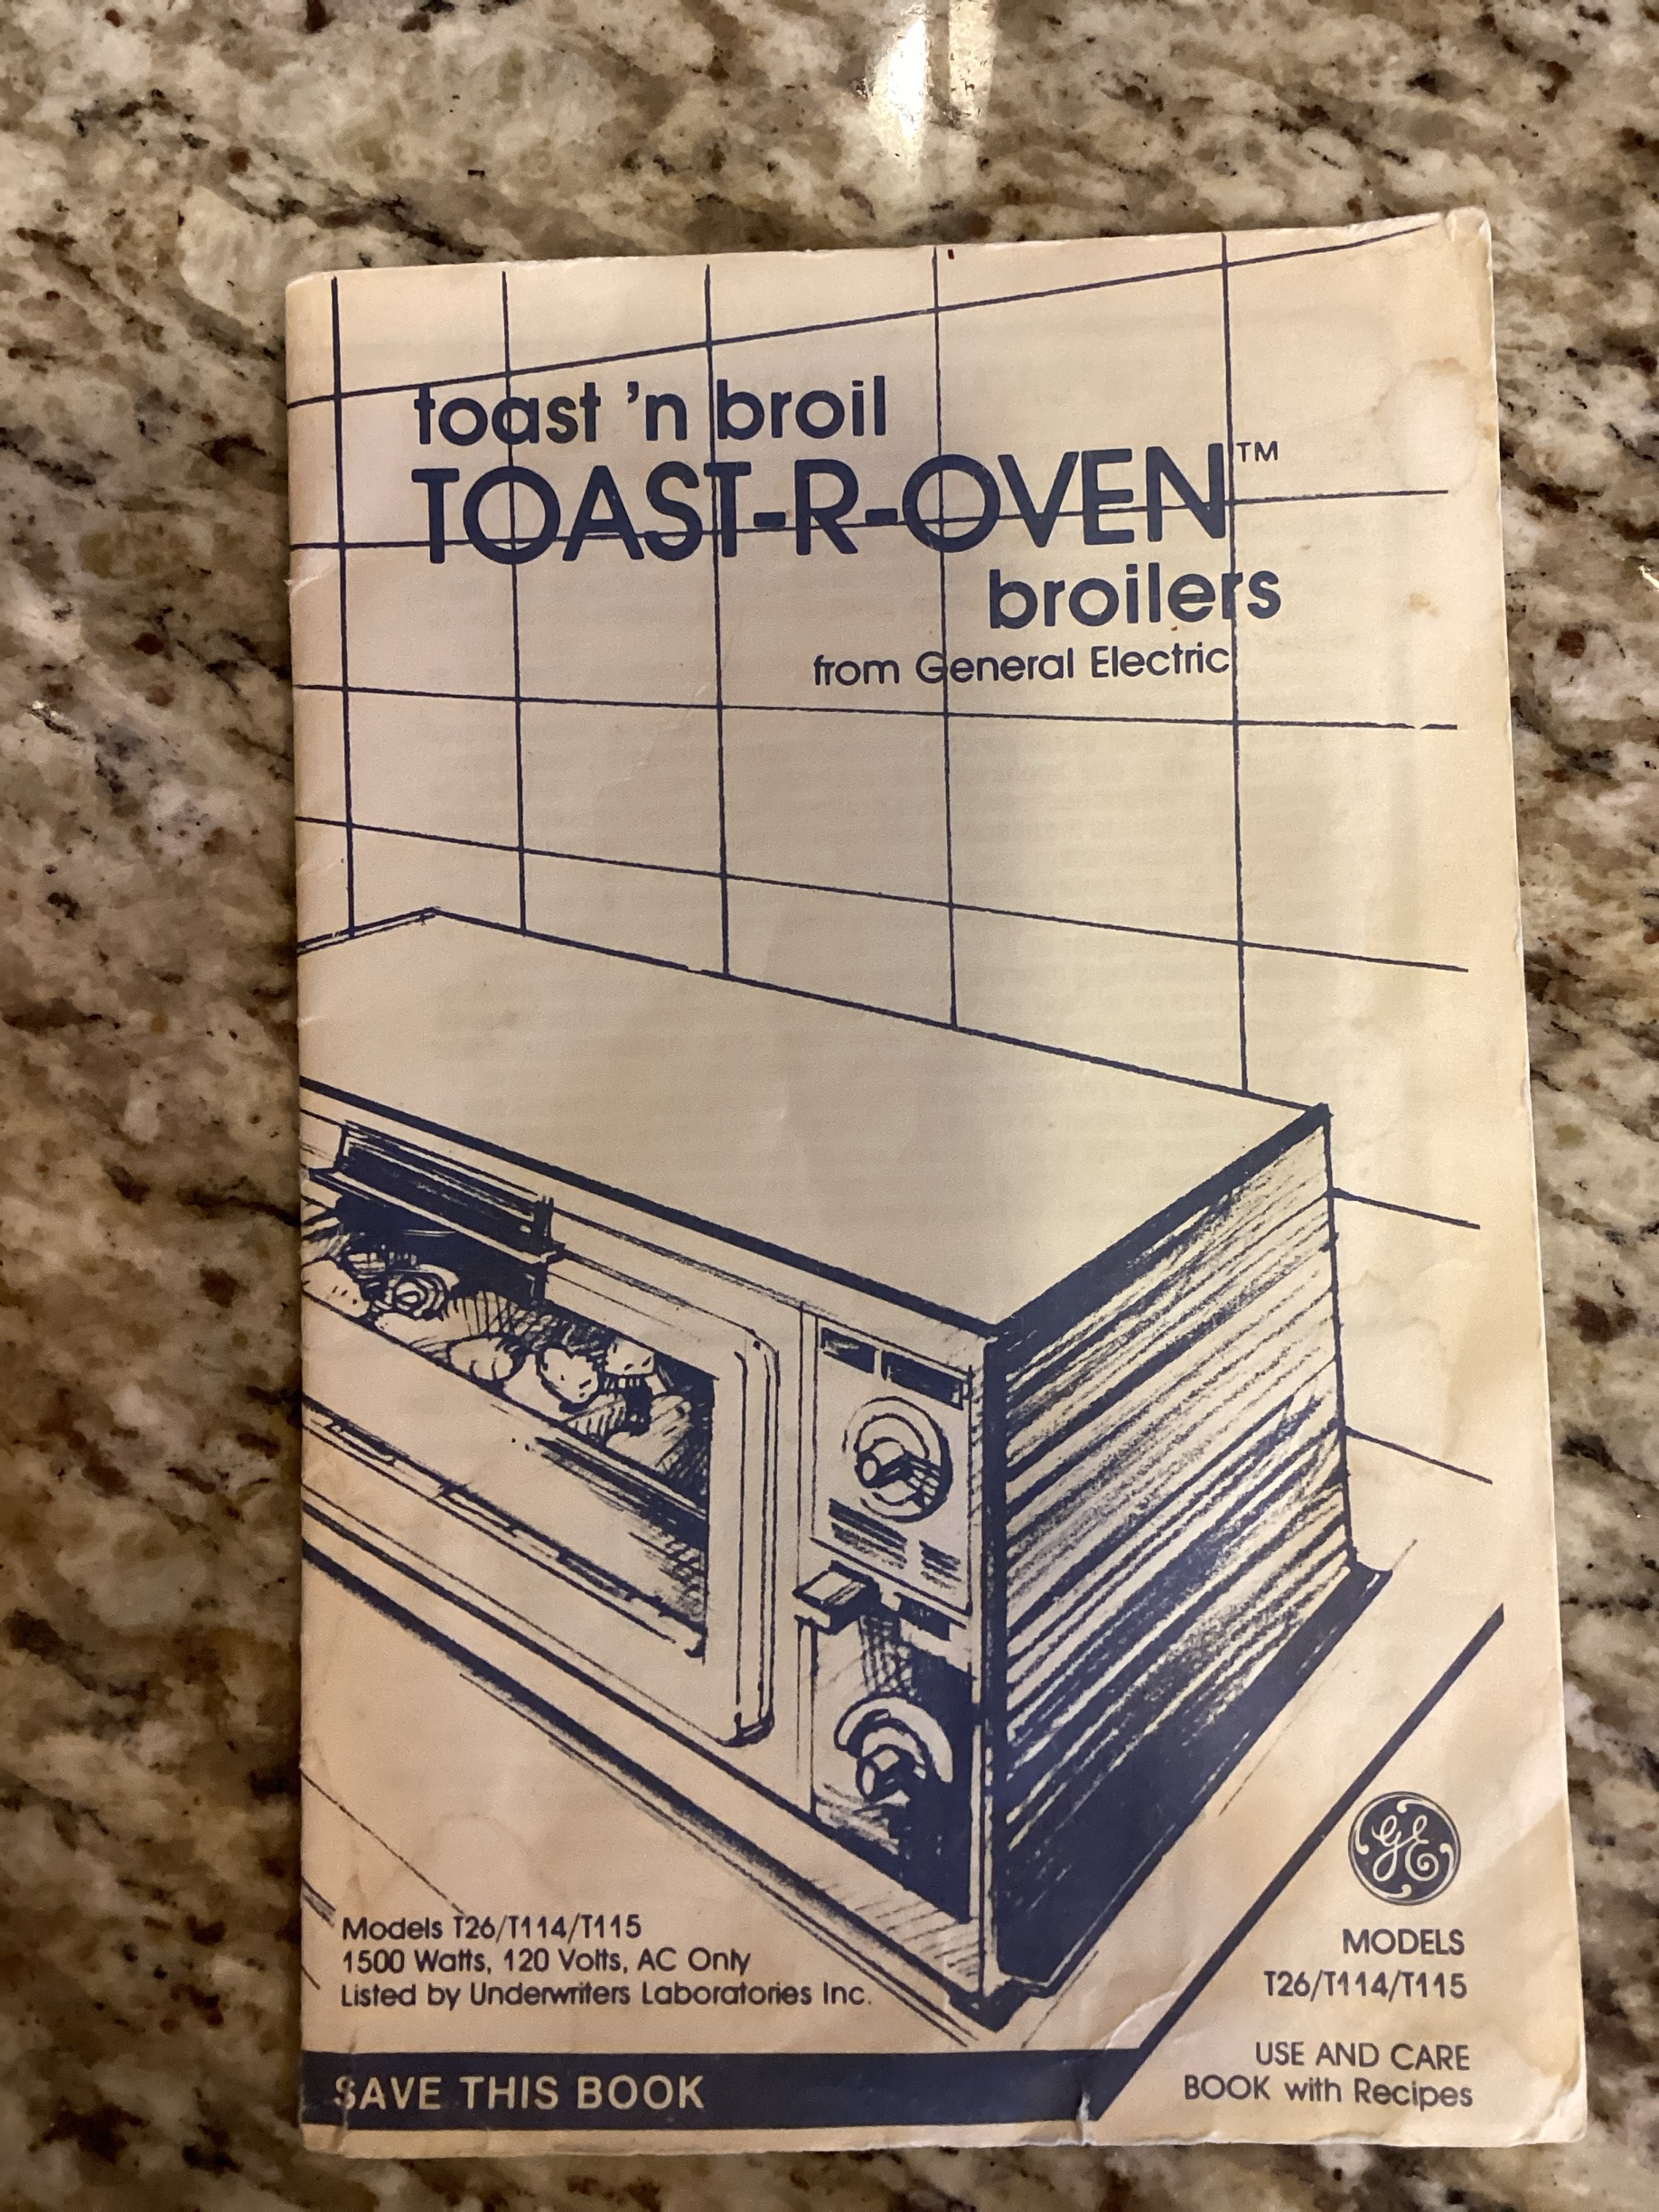 toast 'n broil
TOAST-R-OVEN™
broilers
from General Electric
GE
Models T26/T114/T115
1500 Watts, 120 Volts, AC Only
Listed by Underwriters Laboratories Inc.
MODELS
T26/T114/T115
USE AND CARE
BOOK with Recipes
SAVE THIS BOOK